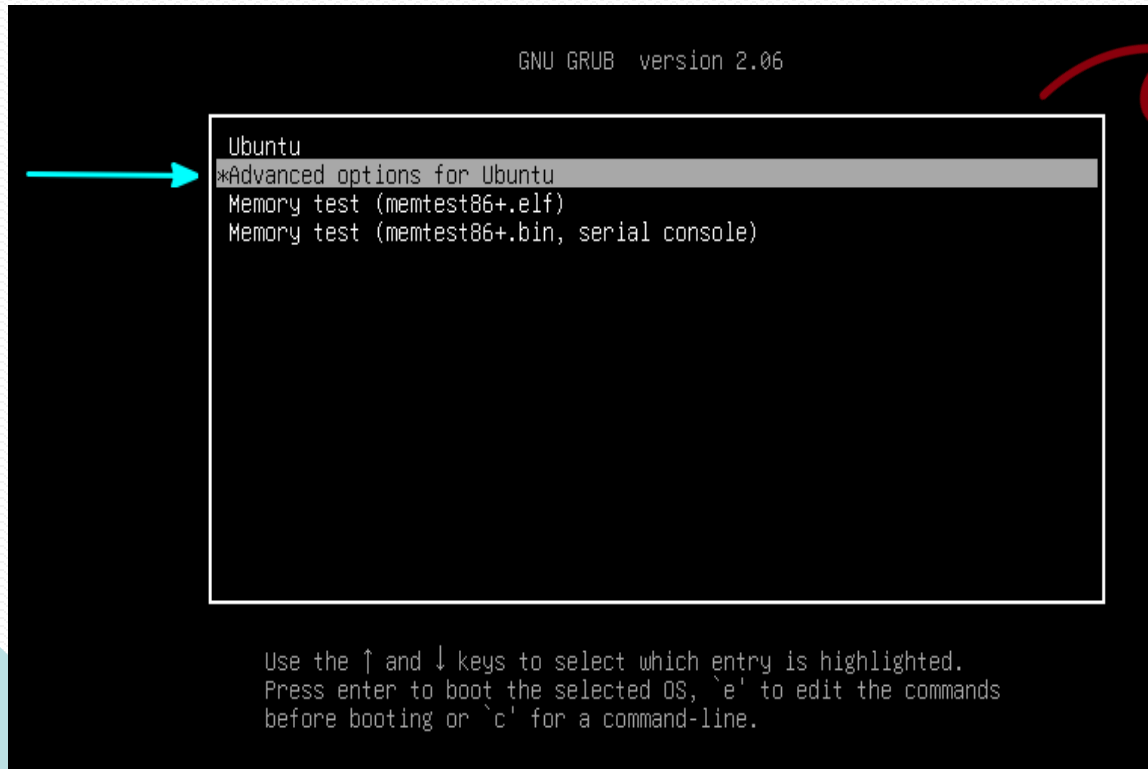 GNU GRUB version 2.06
Ubuntu
*Advanced options for Ubuntu
Memory test (memtest86+.elf)
Memory test (memtest86+.bin, serial console)
Use the ↑ and ↓ keys to select which entry is highlighted.
Press enter to boot the selected OS, `e' to edit the commands
before booting or `c' for a command-line.